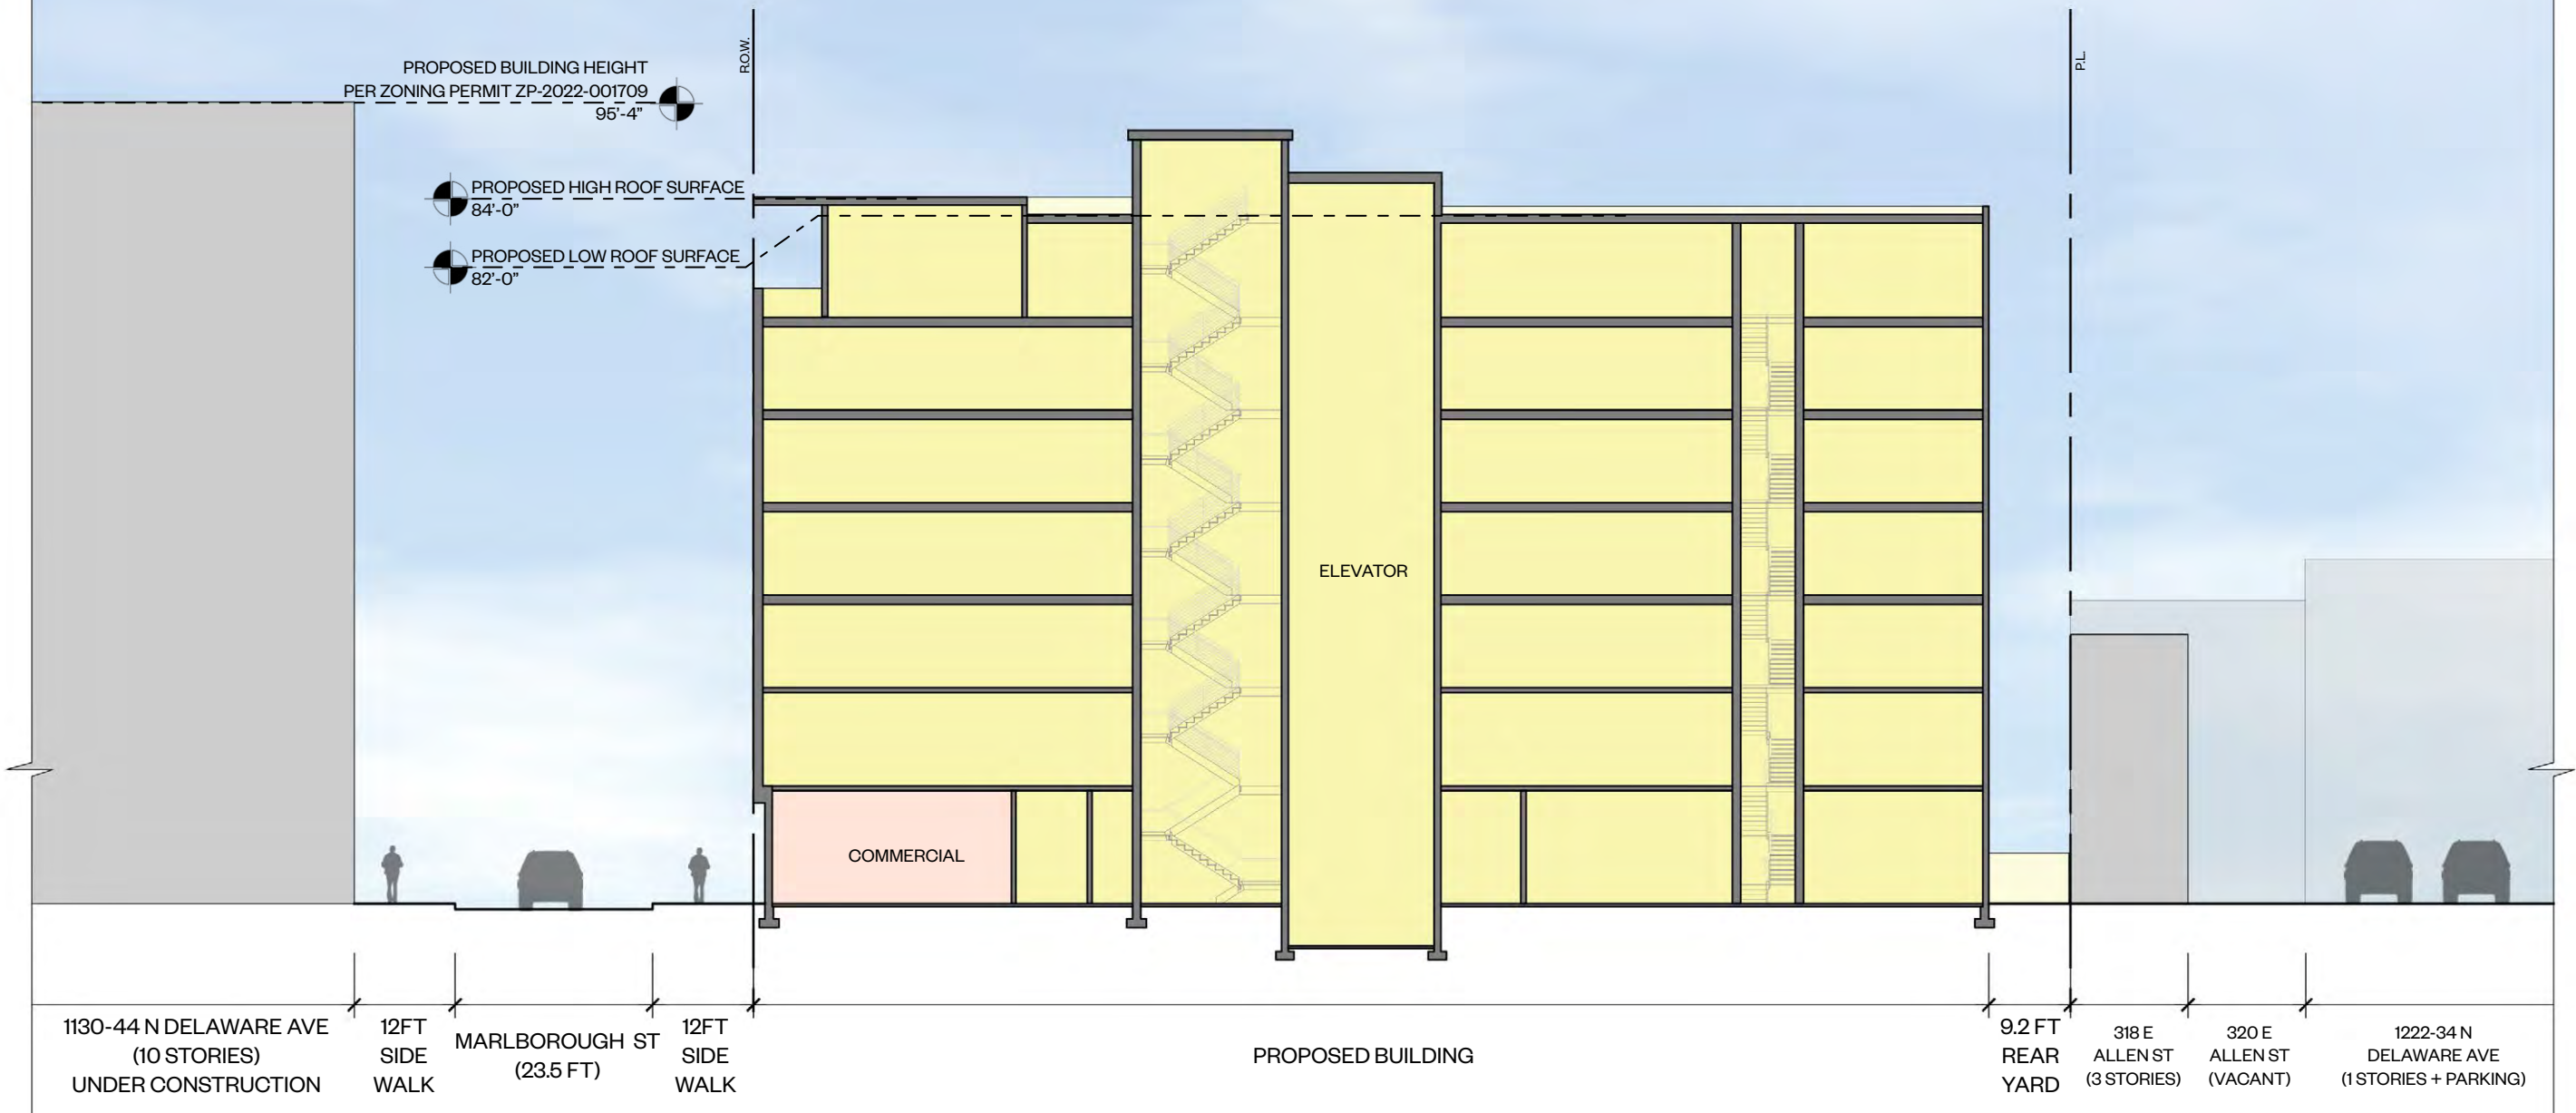 R.O.W.
P.L.
PROPOSED BUILDING HEIGHT
PER ZONING PERMIT ZP-2022-001709
95'-4"
PROPOSED HIGH ROOF SURFACE
84'-0"
PROPOSED LOW ROOF SURFACE
82'-0"
ELEVATOR
COMMERCIAL
1130-44 N DELAWARE AVE
(10 STORIES)
UNDER CONSTRUCTION
12FT
SIDE
WALK
MARLBOROUGH ST
(23.5 FT)
12FT
SIDE
WALK
PROPOSED BUILDING
9.2 FT
REAR
YARD
318 E
ALLEN ST
(3 STORIES)
320 E
ALLEN ST
(VACANT)
1222-34 N
DELAWARE AVE
(1 STORIES + PARKING)